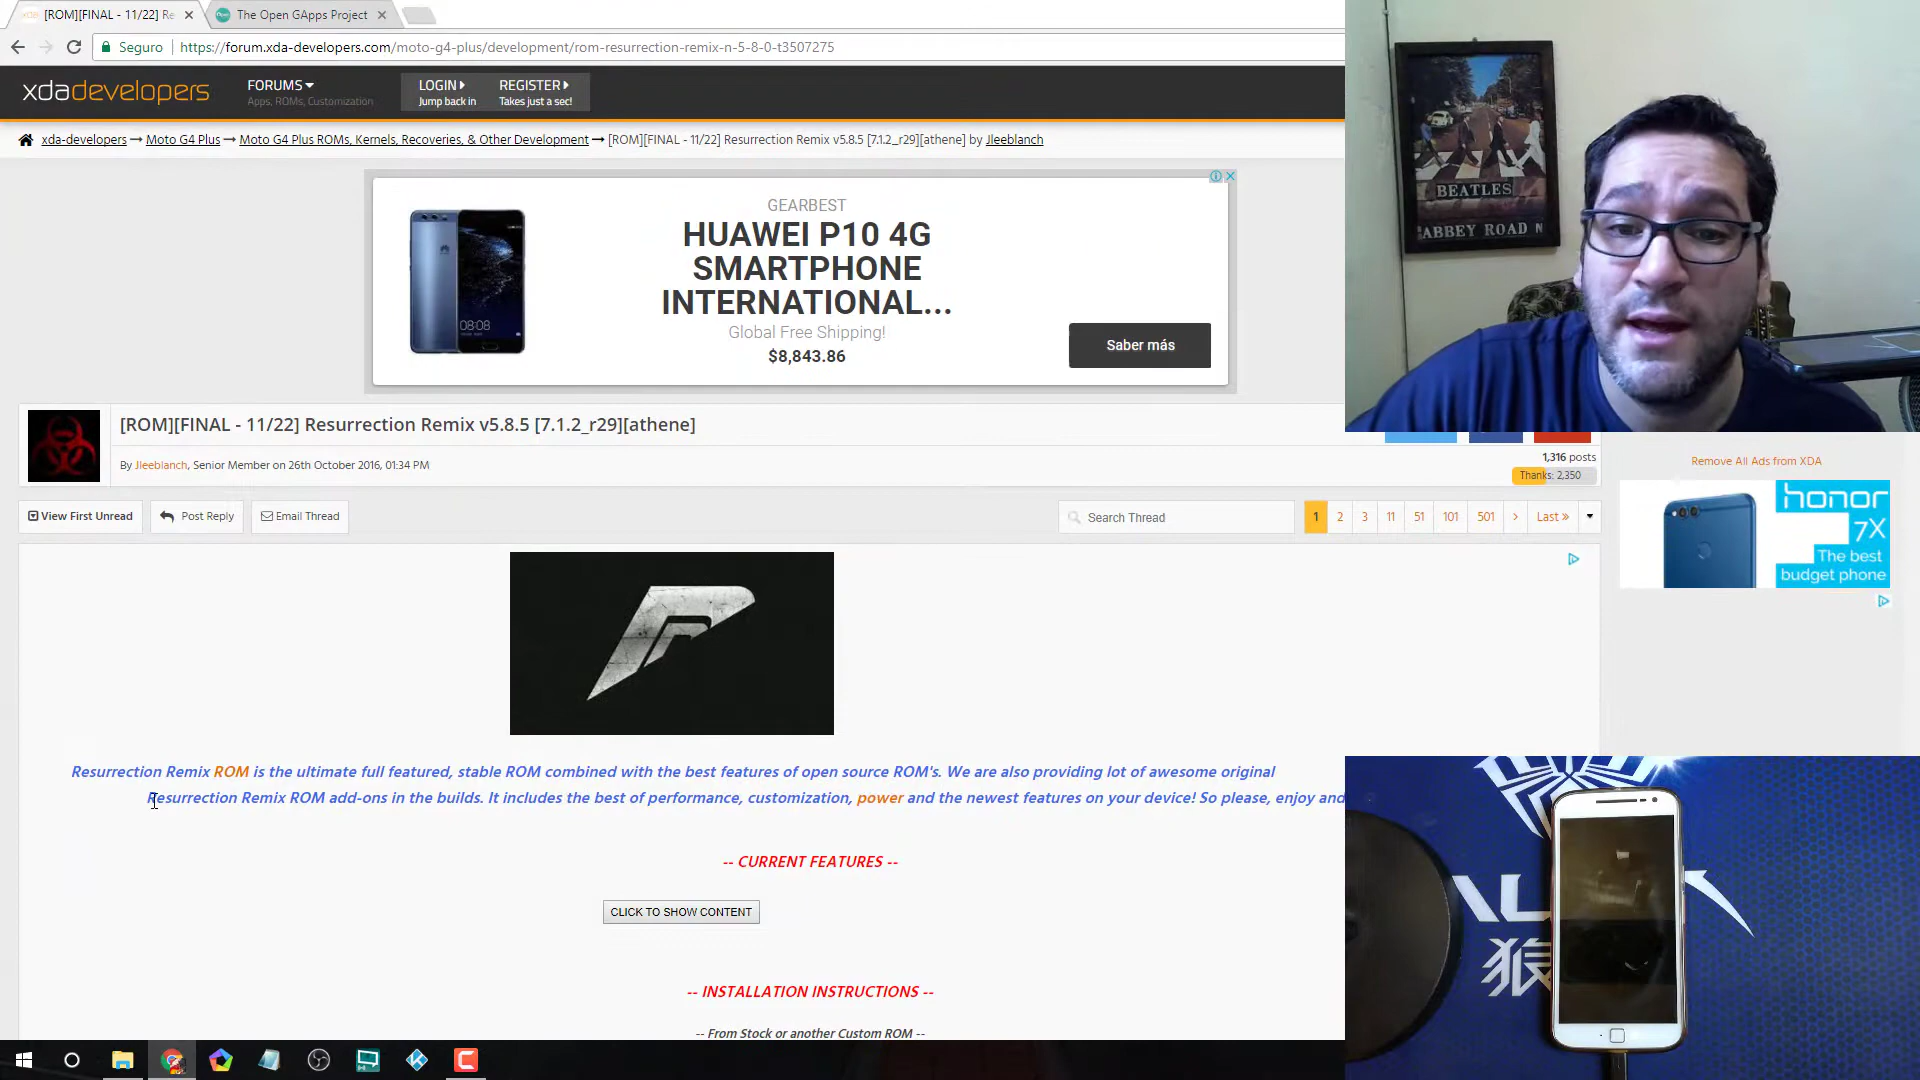 [ROM][FINAL - 11/22] Re
The Open GApps Project
Seguro
https://forum.xda-developers.com/moto-g4-plus/development/rom-resurrection-remix-n-5-8-0-t3507275
xdadevelopers
FORUMS
Apps, ROMs, Customization
LOGIN
Jump back in
REGISTER
Takes just a sec!
xda-developers → Moto G4 Plus → Moto G4 Plus ROMs, Kernels, Recoveries, & Other Development → [ROM][FINAL - 11/22] Resurrection Remix v5.8.5 [7.1.2_r29][athene] by Jleeblanch
GEARBEST
HUAWEI P10 4G
SMARTPHONE
INTERNATIONAL...
Global Free Shipping!
$8,843.86
Saber más
08:08
BEATLES
ABBEY ROAD N
[ROM][FINAL - 11/22] Resurrection Remix v5.8.5 [7.1.2_r29][athene]
By Jleeblanch, Senior Member on 26th October 2016, 01:34 PM
1,316 posts
Thanks: 2,350
Remove All Ads from XDA
honor
7X
The best
budget phone
View First Unread
Post Reply
Email Thread
Search Thread
1 2 3 11 51 101 501 > Last »
Resurrection Remix ROM is the ultimate full featured, stable ROM combined with the best features of open source ROM's. We are also providing lot of awesome original
Resurrection Remix ROM add-ons in the builds. It includes the best of performance, customization, power and the newest features on your device! So please, enjoy and
-- CURRENT FEATURES --
CLICK TO SHOW CONTENT
-- INSTALLATION INSTRUCTIONS --
-- From Stock or another Custom ROM --